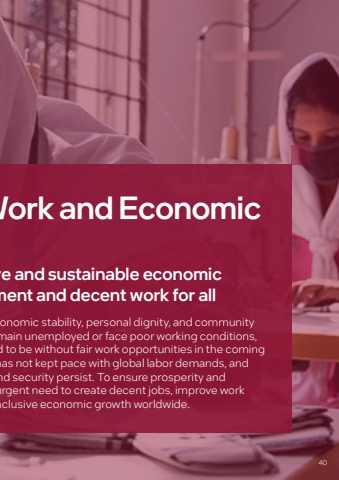 Work and Economic
e and sustainable economic
ment and decent work for all
onomic stability, personal dignity, and community
main unemployed or face poor working conditions,
d to be without fair work opportunities in the coming
as not kept pace with global labor demands, and
nd security persist. To ensure prosperity and
urgent need to create decent jobs, improve work
nclusive economic growth worldwide.
40